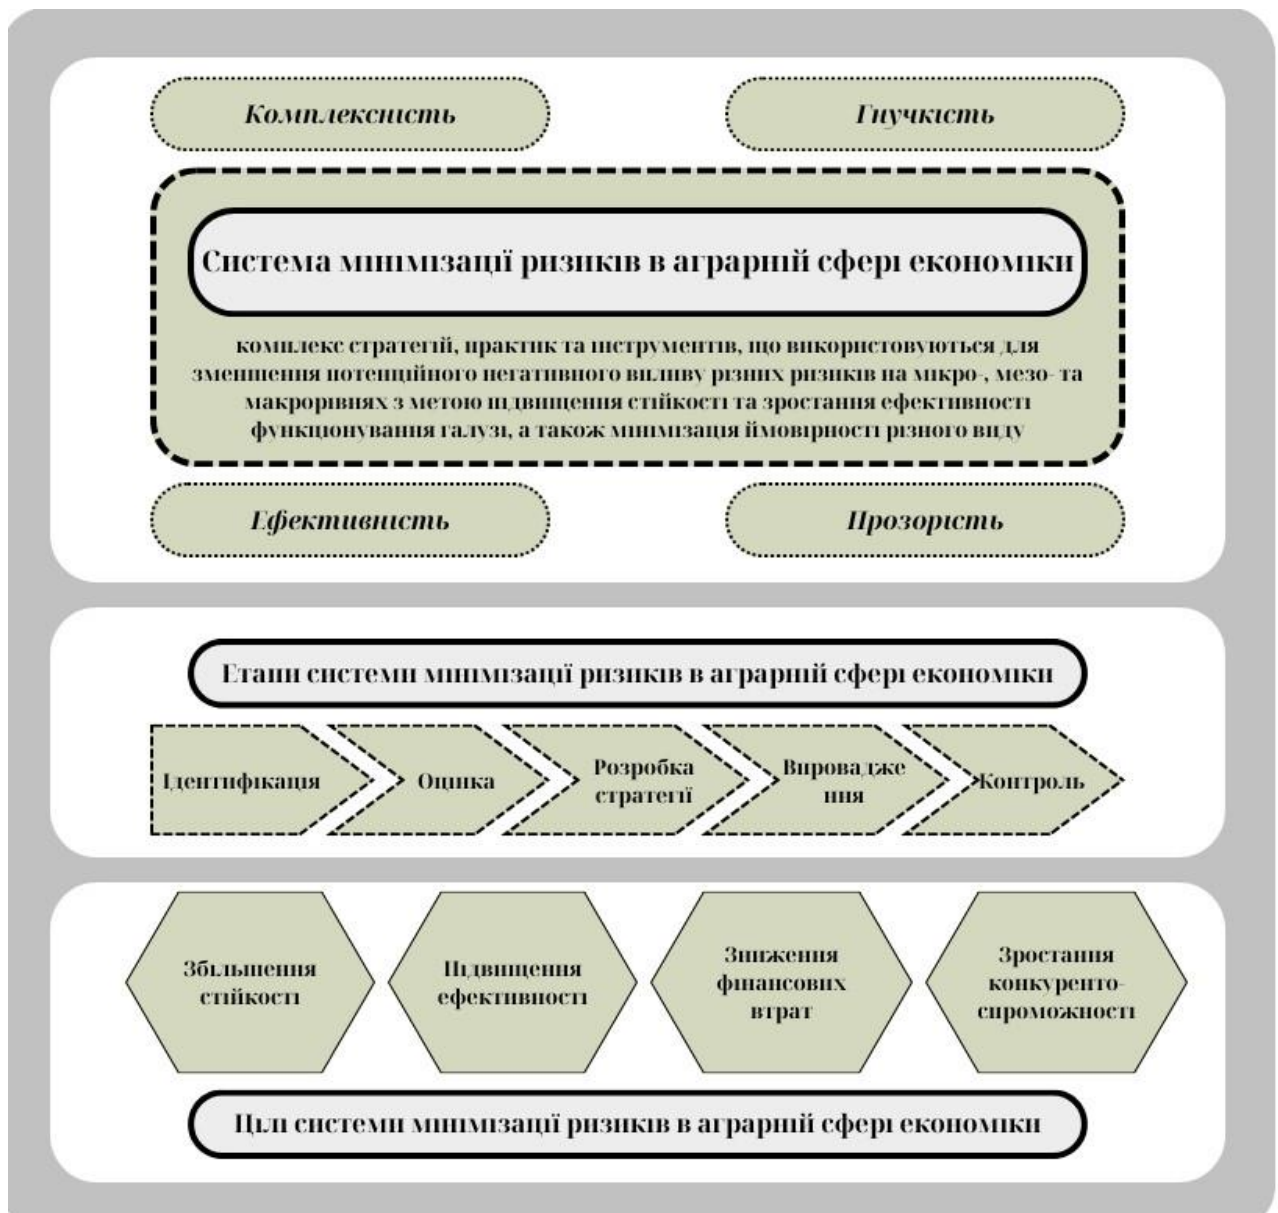 Комплексність
Гнучкість
Система мінімізації ризиків в аграрній сфері економіки
комплекс стратегій, практик та інструментів, що використовуються для
зменшення потенційного негативного впливу різних ризиків на мікро-, мезо- та
макрорівнях з метою підвищення стійкості та зростання ефективності
функціонування галузі, а також мінімізація ймовірності різного виду
Ефективність
Прозорість
Етапи системи мінімізації ризиків в аграрній сфері економіки
Ідентифікація
Оцінка
Розробка
стратегії
Впровадже
ння
Контроль
Збільшення
стійкості
Підвищення
ефективності
Зниження
фінансових
втрат
Зростання
конкуренто-
спроможності
Цілі системи мінімізації ризиків в аграрній сфері економіки